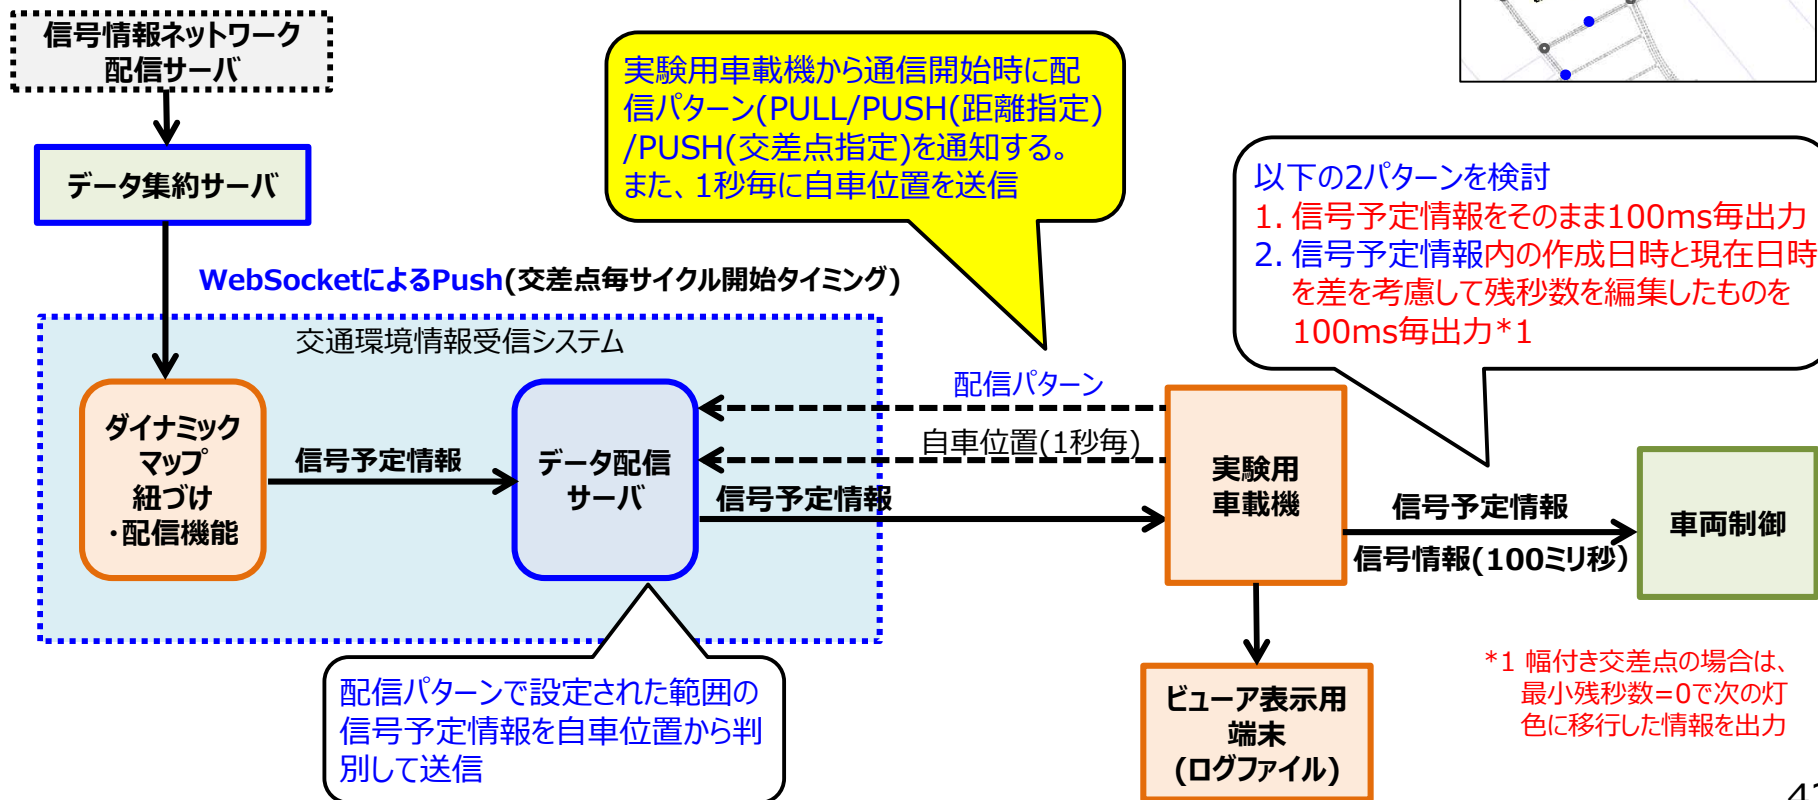 信号情報ネットワーク
配信サーバ
データ集約サーバ
WebSocketによるPush(交差点毎サイクル開始タイミング)
実験用車載機から通信開始時に配
信パターン(PULL/PUSH(距離指定)
/PUSH(交差点指定)を通知する。
また、1秒毎に自車位置を送信
以下の2パターンを検討
1. 信号予定情報をそのまま100ms毎出力
2. 信号予定情報内の作成日時と現在日時
を差を考慮して残秒数を編集したものを
100ms毎出力*1
交通環境情報受信システム
ダイナミック
マップ
紐づけ
・配信機能
信号予定情報
データ配信
サーバ
配信パターン
自車位置(1秒毎)
信号予定情報
実験用
車載機
信号予定情報
信号情報(100ミリ秒)
車両制御
配信パターンで設定された範囲の
信号予定情報を自車位置から判
別して送信
ビューア表示用
端末
(ログファイル)
*1 幅付き交差点の場合は、
最小残秒数=0で次の灯
色に移行した情報を出力